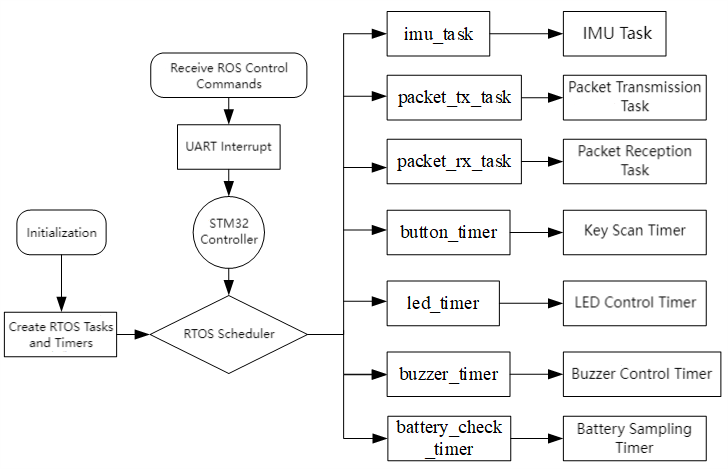 Receive ROS Control
Commands
UART Interrupt
STM32
Controller
Initialization
Create RTOS Tasks
and Timers
RTOS Scheduler
imu_task
IMU Task
packet_tx_task
Packet Transmission
Task
packet_rx_task
Packet Reception
Task
button_timer
Key Scan Timer
led_timer
LED Control Timer
buzzer_timer
Buzzer Control Timer
battery_check
_timer
Battery Sampling
Timer